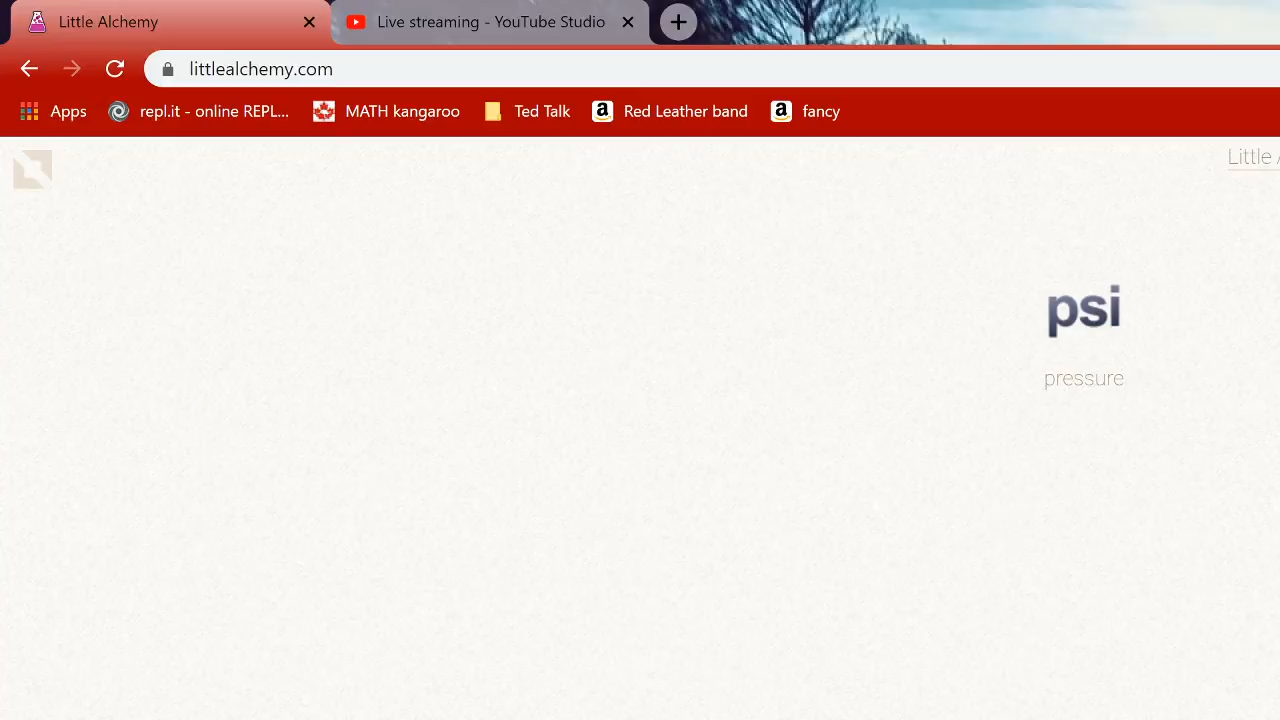 Little Alchemy
Live streaming - YouTube Studio
littlealchemy.com
Apps
repl.it - online REPL...
MATH kangaroo
Ted Talk
Red Leather band
fancy
Little
psi
pressure